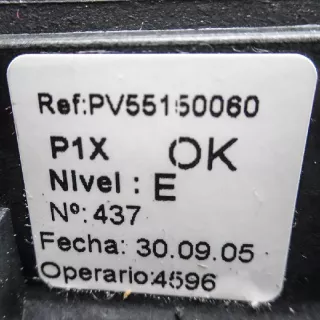 Ref:PV55150060
P1X OK
Nivel : E
Nº: 437
Fecha: 30.09.05
Operario:4596